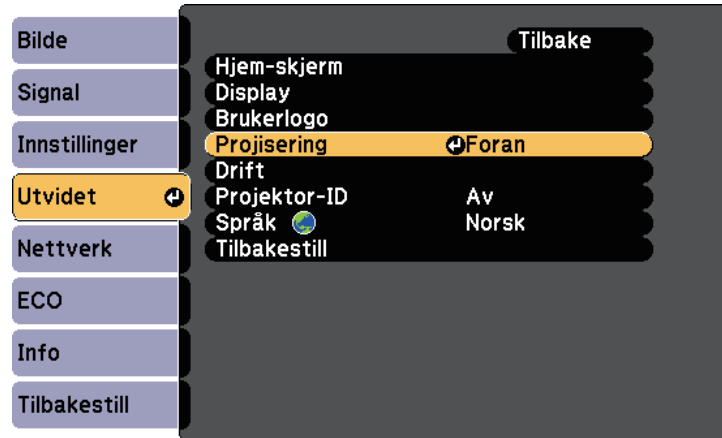 Bilde
Signal
Innstillinger
Utvidet
Nettverk
ECO
Info
Tilbakestill
Tilbake
Hjem-skjerm
Display
Brukerlogo
Projisering Foran
Drift
Projektor-ID Av
Språk Norsk
Tilbakestill